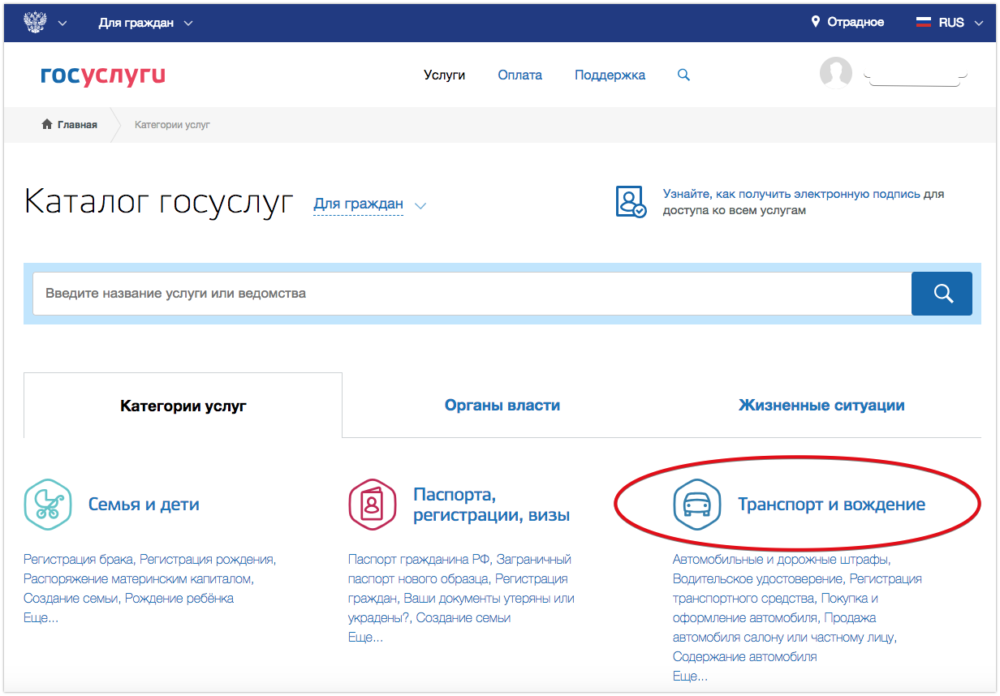 Для граждан
Отрадное
RUS
госуслуги
Услуги
Оплата
Поддержка
Главная
Категории услуг
Каталог госуслуг
Для граждан
Узнайте, как получить электронную подпись для
доступа ко всем услугам
Введите название услуги или ведомства
Категории услуг
Органы власти
Жизненные ситуации
Семья и дети
Регистрация брака, Регистрация рождения,
Распоряжение материнским капиталом,
Создание семьи, Рождение ребёнка
Еще...
Паспорта,
регистрации, визы
Паспорт гражданина РФ, Заграничный
паспорт нового образца, Регистрация
граждан, Ваши документы утеряны или
украдены?, Создание семьи
Еще...
Транспорт и вождение
Автомобильные и дорожные штрафы,
Водительское удостоверение, Регистрация
транспортного средства, Покупка и
оформление автомобиля, Продажа
автомобиля салону или частному лицу,
Содержание автомобиля
Еще...